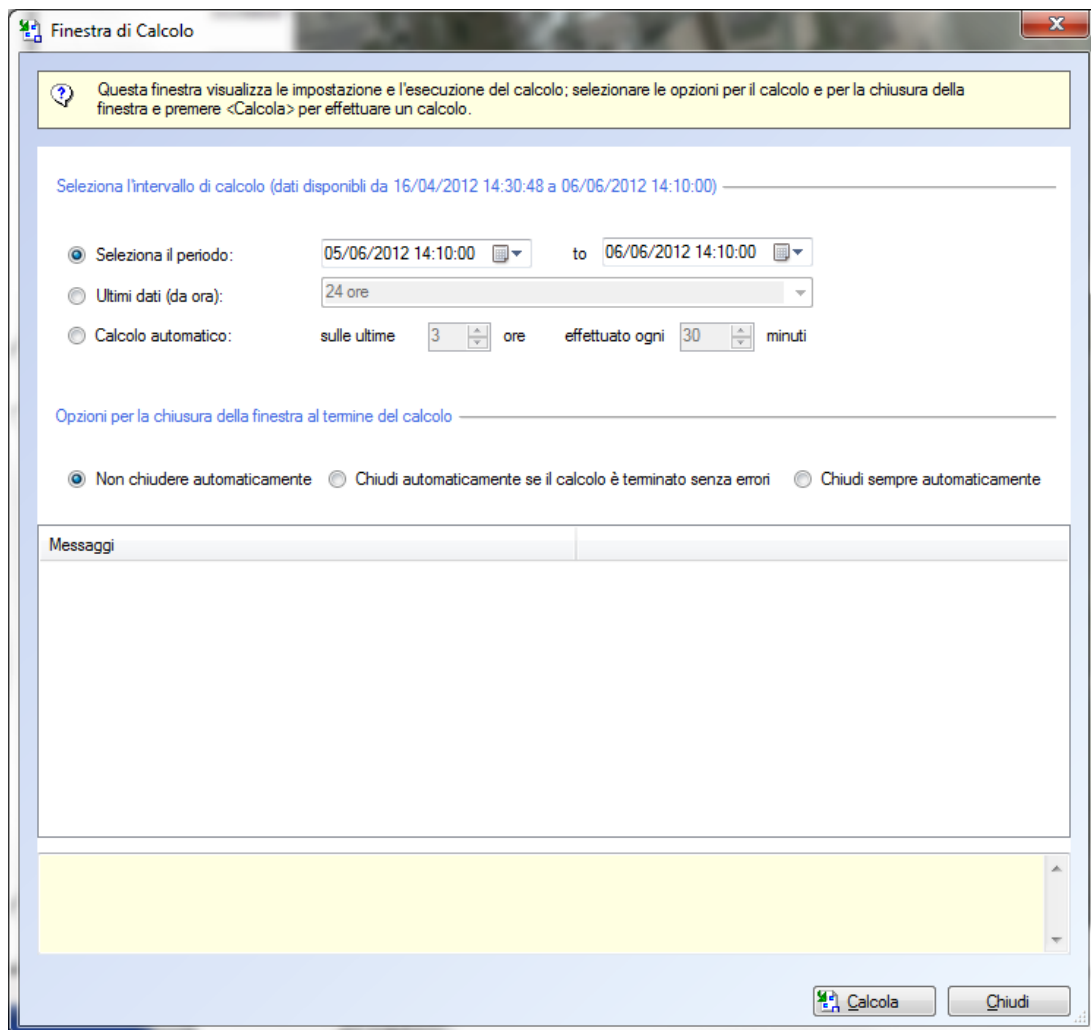 Finestra di Calcolo
Questa finestra visualizza le impostazione e l'esecuzione del calcolo; selezionare le opzioni per il calcolo e per la chiusura della
finestra e premere <Calcola> per effettuare un calcolo.
Seleziona l'intervallo di calcolo (dati disponbli da 16/04/2012 14:30:48 a 06/06/2012 14:10:00)
Seleziona il periodo: 05/06/2012 14:10:00 to 06/06/2012 14:10:00
Ultimi dati (da ora): 24 ore
Calcolo automatico: sulle ultime 3 ore effettuato ogni 30 minuti
Opzioni per la chiusura della finestra al termine del calcolo
Non chiudere automaticamente Chiudi automaticamente se il calcolo è terminato senza errori Chiudi sempre automaticamente
Messaggi
Calcola Chiudi